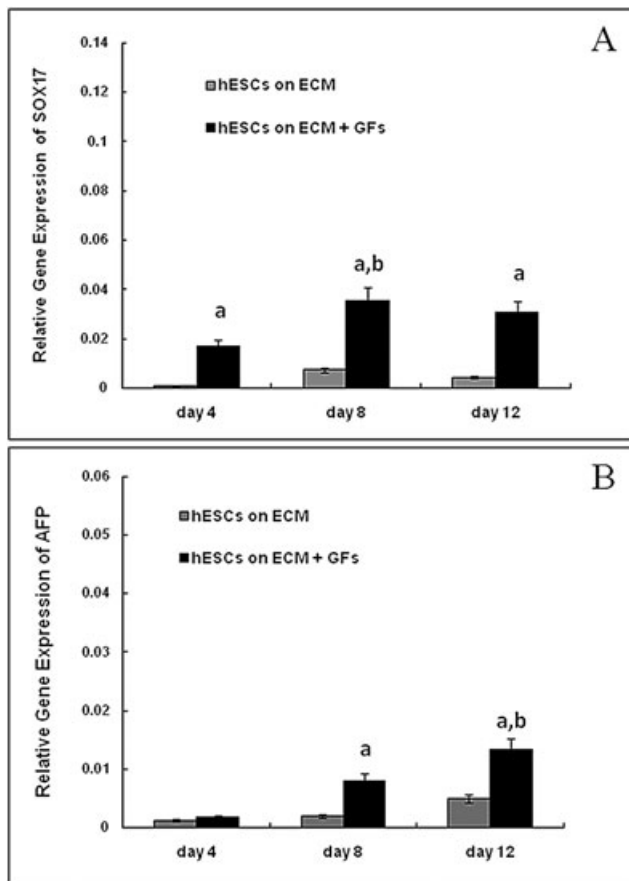 A
Relative Gene Expression of SOX17
0.14
0.12
0.1
0.08
0.06
0.04
0.02
0
hESCs on ECM
hESCs on ECM + GFs
a
a,b
a
day 4
day 8
day 12
B
Relative Gene Expression of AFP
0.06
0.05
0.04
0.03
0.02
0.01
0
hESCs on ECM
hESCs on ECM + GFs
a
a,b
day 4
day 8
day 12